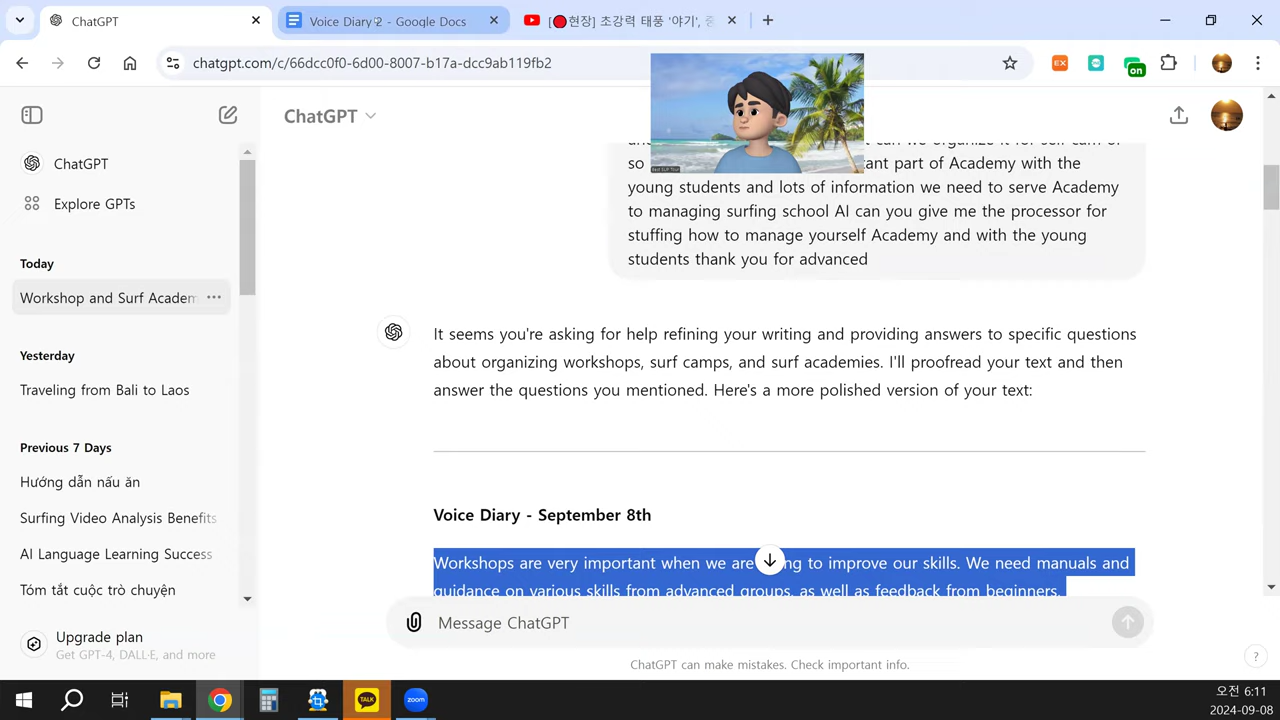 ChatGPT
Voice Diary 2 - Google Docs
[🔴현장] 초강력 태풍 '야기',
chatgpt.com/c/66dcc0f0-6d00-8007-b17a-dcc9ab119fb2
EX
on
ChatGPT
ChatGPT
Explore GPTs
Today
Workshop and Surf Academ
Yesterday
Traveling from Bali to Laos
Previous 7 Days
Hướng dẫn nấu ăn
Surfing Video Analysis Benefits
AI Language Learning Success
Tóm tắt cuộc trò chuyện
Upgrade plan
Get GPT-4, DALL·E, and more
so
part of Academy with the
young students and lots of information we need to serve Academy
to managing surfing school AI can you give me the processor for
stuffing how to manage yourself Academy and with the young
students thank you for advanced
It seems you're asking for help refining your writing and providing answers to specific questions
about organizing workshops, surf camps, and surf academies. I'll proofread your text and then
answer the questions you mentioned. Here's a more polished version of your text:
Voice Diary - September 8th
Workshops are very important when we are to improve our skills. We need manuals and
guidance on various skills from advanced groups, as well as feedback from beginners.
Message ChatGPT
ChatGPT can make mistakes. Check important info.
?
TALK
zoom
오전 6:11
2024-09-08